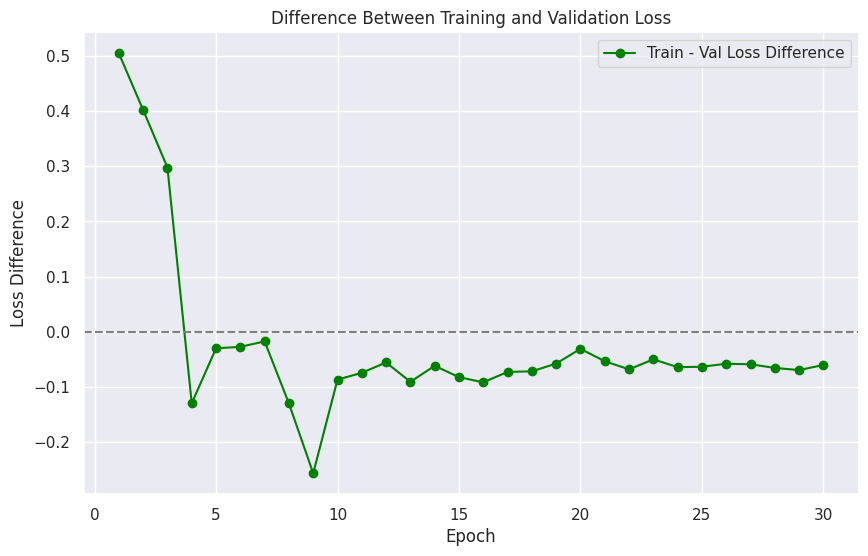 Difference Between Training and Validation Loss
Train - Val Loss Difference
Loss Difference
0.5
0.4
0.3
0.2
0.1
0.0
−0.1
−0.2
0 5 10 15 20 25 30
Epoch